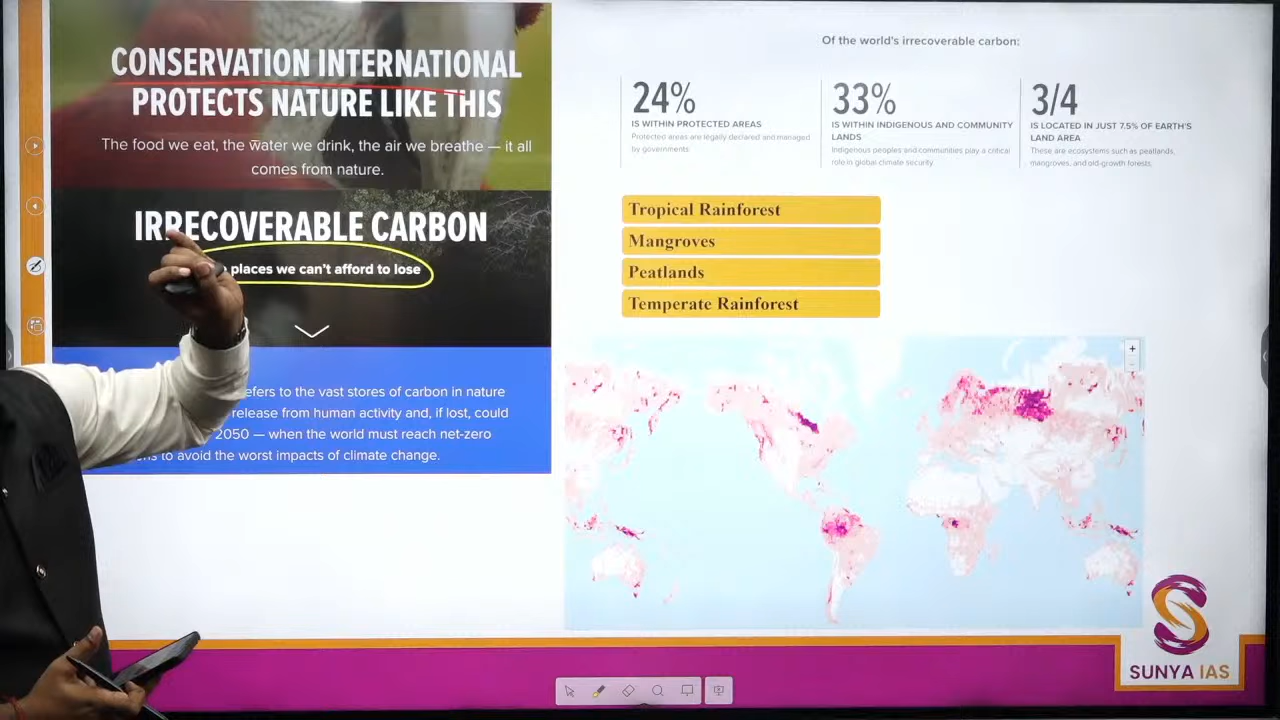 CONSERVATION INTERNATIONAL
PROTECTS NATURE LIKE THIS
The food we eat, the water we drink, the air we breathe — it all
comes from nature.
IRRECOVERABLE CARBON
places we can't afford to lose
efers to the vast stores of carbon in nature
release from human activity and, if lost, could
2050 — when the world must reach net-zero
ns to avoid the worst impacts of climate change.
Of the world's irrecoverable carbon:
24%
IS WITHIN PROTECTED AREAS
Protected areas are legally declared and managed
by governments.
33%
IS WITHIN INDIGENOUS AND COMMUNITY
LANDS
Indigenous peoples and communities play a critical
role in global climate security.
3/4
IS LOCATED IN JUST 7.5% OF EARTH'S
LAND AREA
These are ecosystems such as peatlands,
mangroves, and old-growth forests.
Tropical Rainforest
Mangroves
Peatlands
Temperate Rainforest
+
SUNYA IAS